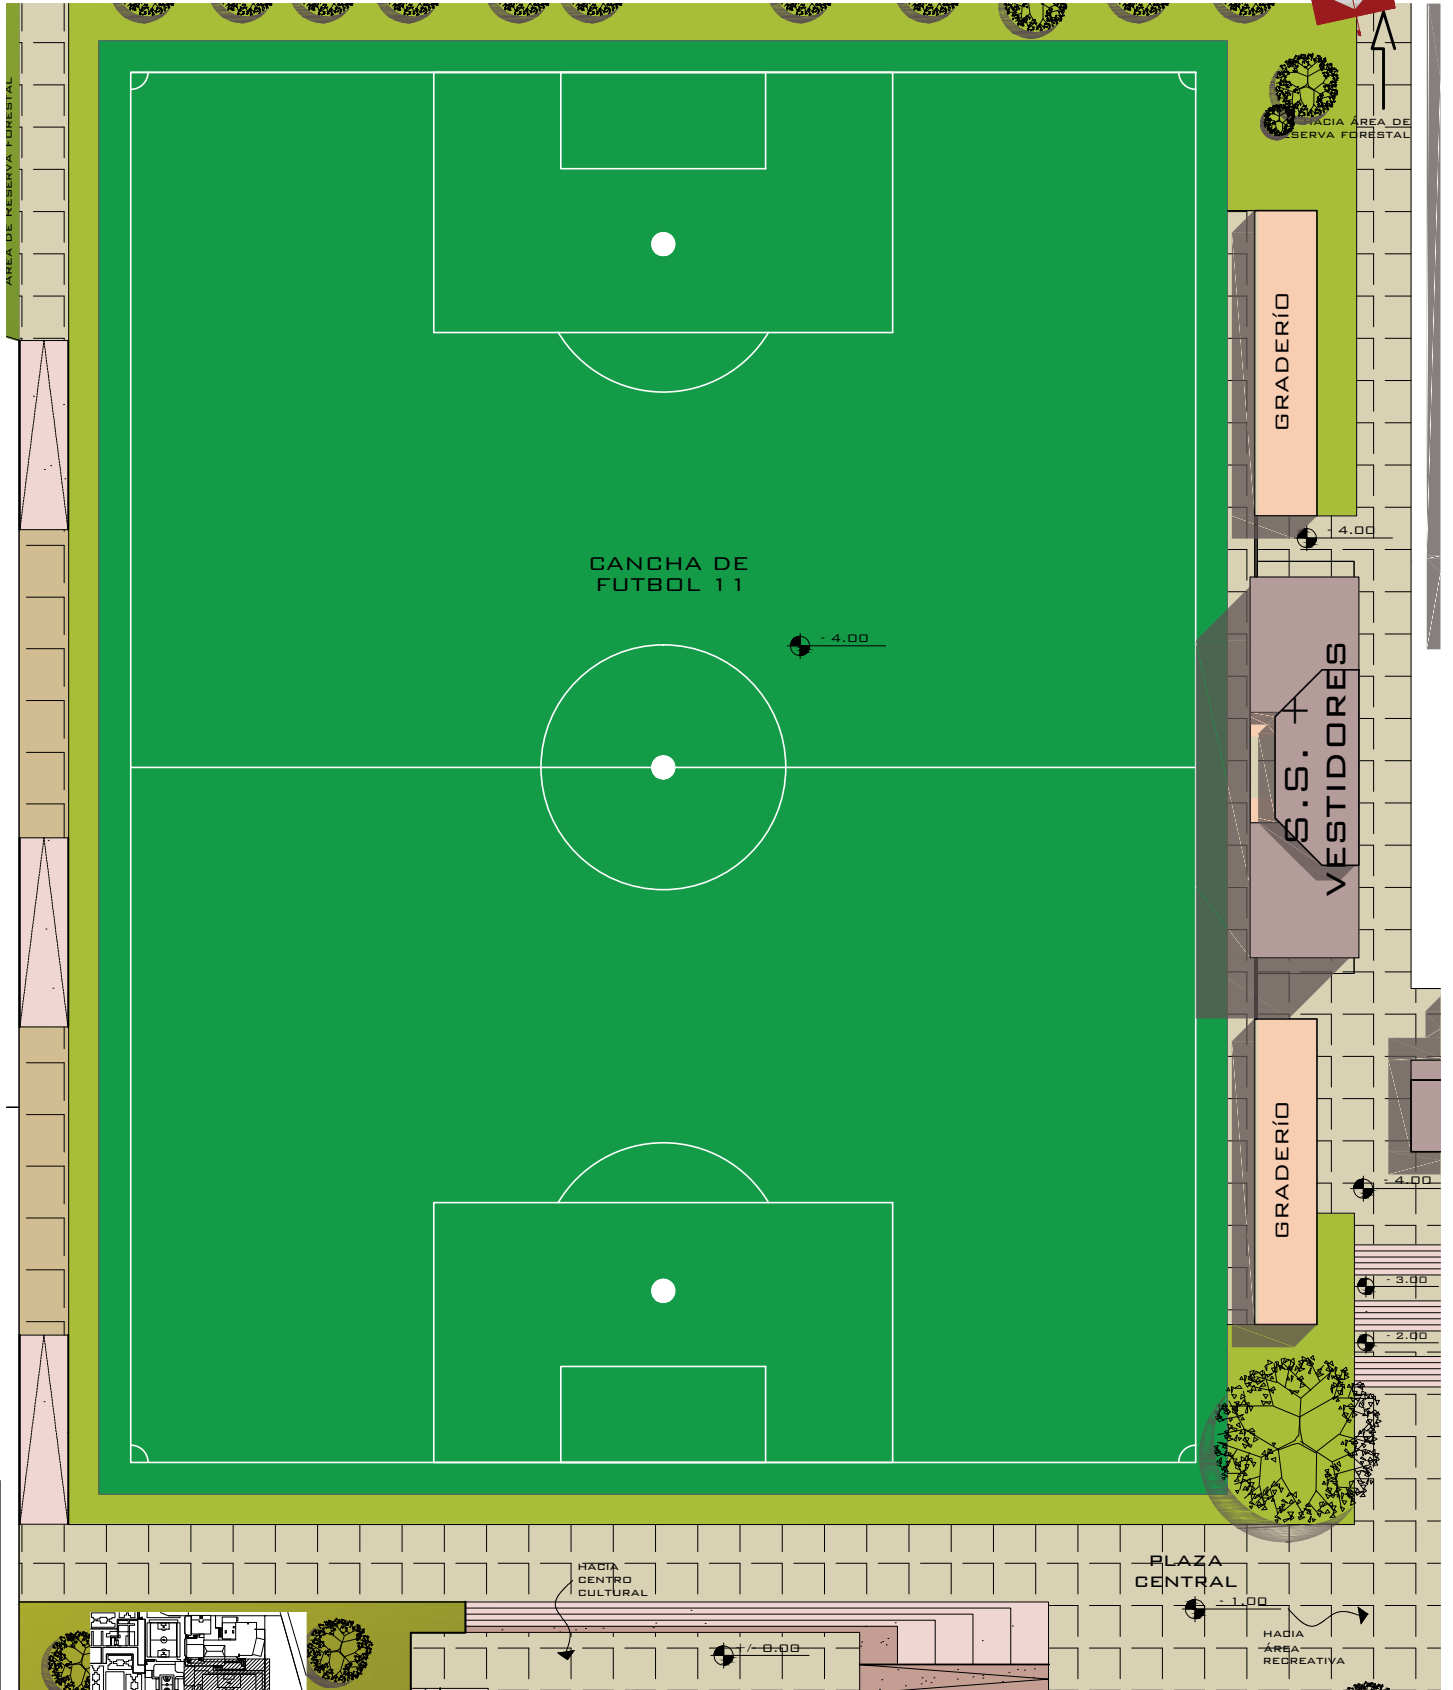 ÁREA DE RESERVA FORESTAL
HACIA ÁREA DE
SERVA FORESTAL
GRADERÍO
- 4.00
CANCHA DE
FUTBOL 11
- 4.00
S.S. +
VESTIDORES
GRADERÍO
- 4.00
- 3.00
- 2.00
HACIA
CENTRO
CULTURAL
PLAZA
CENTRAL
- 1.00
HACIA
ÁREA
RECREATIVA
+/- 0.00